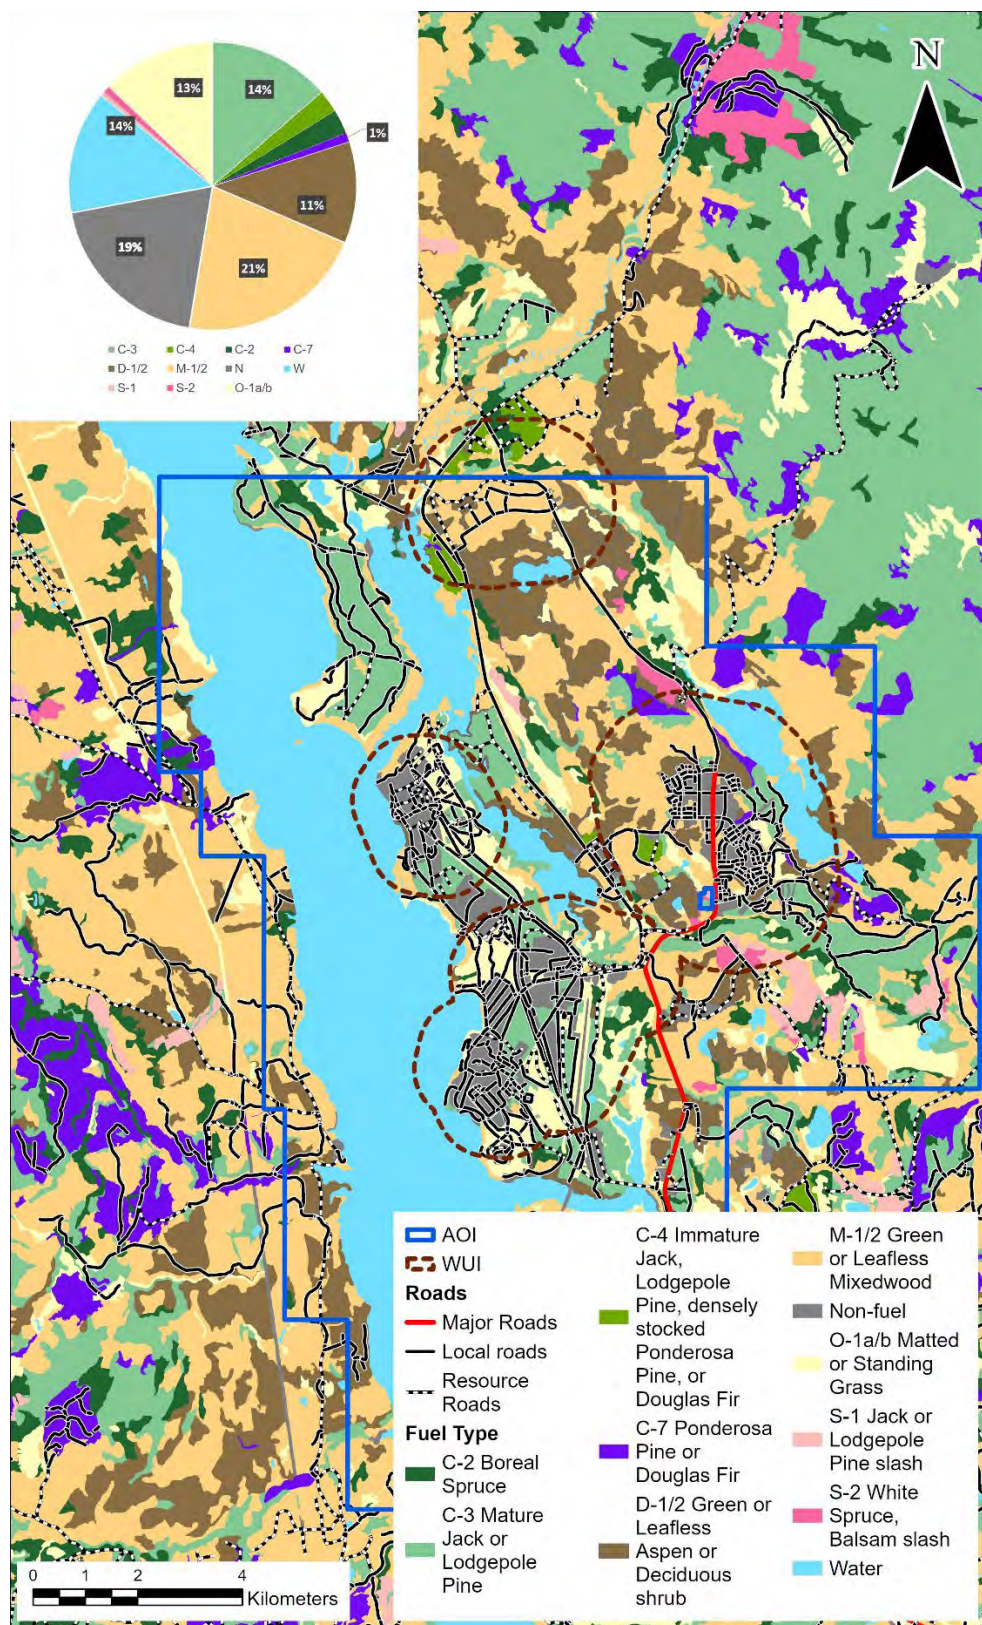 N
13%
14%
1%
14%
11%
19%
21%
C-3
C-4
C-2
C-7
D-1/2
M-1/2
N
W
S-1
S-2
O-1a/b
AOI
WUI
Roads
Major Roads
Local roads
Resource
Roads
Fuel Type
C-2 Boreal
Spruce
C-3 Mature
Jack or
Lodgepole
Pine
C-4 Immature
Jack,
Lodgepole
Pine, densely
stocked
Ponderosa
Pine, or
Douglas Fir
C-7 Ponderosa
Pine or
Douglas Fir
D-1/2 Green or
Leafless
Aspen or
Deciduous
shrub
M-1/2 Green
or Leafless
Mixedwood
Non-fuel
O-1a/b Matted
or Standing
Grass
S-1 Jack or
Lodgepole
Pine slash
S-2 White
Spruce,
Balsam slash
Water
0 1 2 4
Kilometers